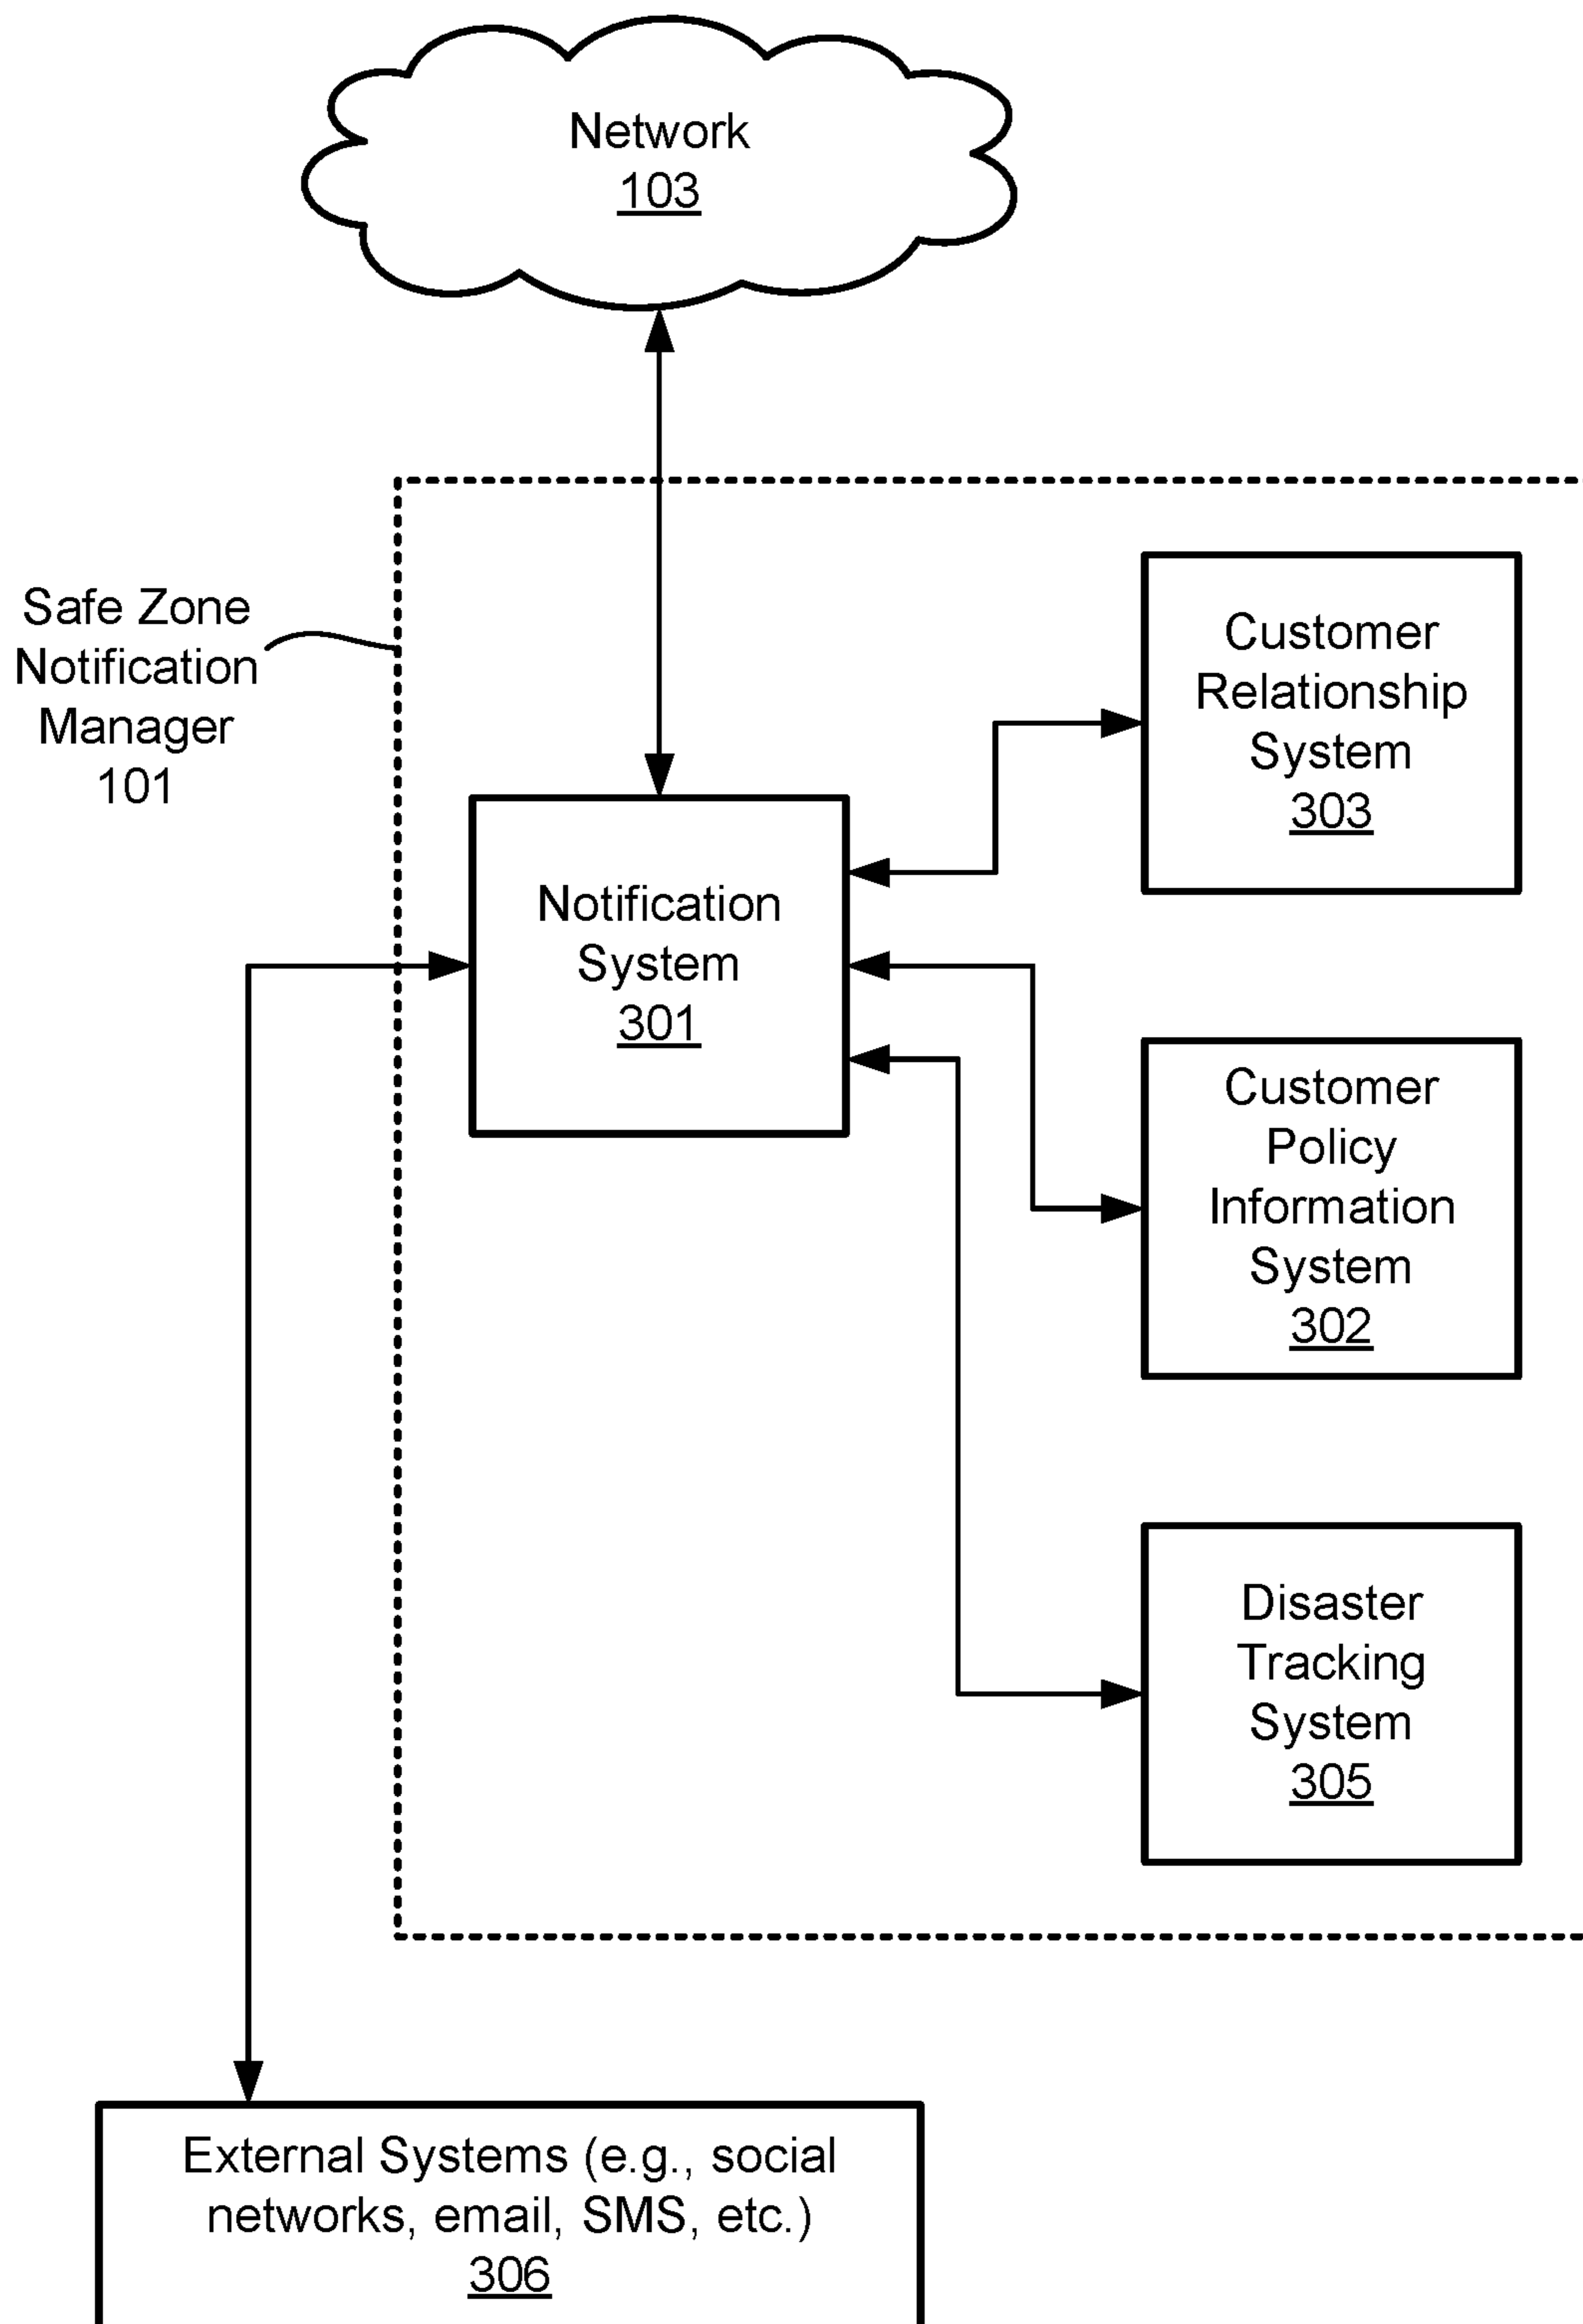 Network
103
Safe Zone
Notification
Manager
101
Customer
Relationship
System
303
Notification
System
301
Customer
Policy
Information
System
302
Disaster
Tracking
System
305
External Systems (e.g., social
networks, email, SMS, etc.)
306